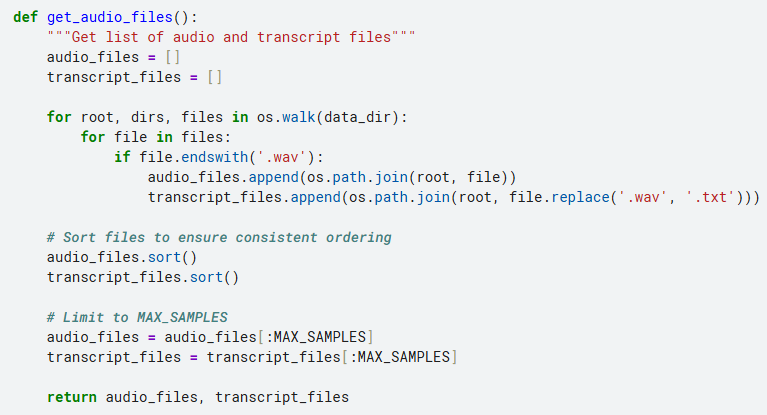 def get_audio_files():
    """Get list of audio and transcript files"""
    audio_files = []
    transcript_files = []

    for root, dirs, files in os.walk(data_dir):
        for file in files:
            if file.endswith('.wav'):
                audio_files.append(os.path.join(root, file))
                transcript_files.append(os.path.join(root, file.replace('.wav', '.txt')))

    # Sort files to ensure consistent ordering
    audio_files.sort()
    transcript_files.sort()

    # Limit to MAX_SAMPLES
    audio_files = audio_files[:MAX_SAMPLES]
    transcript_files = transcript_files[:MAX_SAMPLES]

    return audio_files, transcript_files